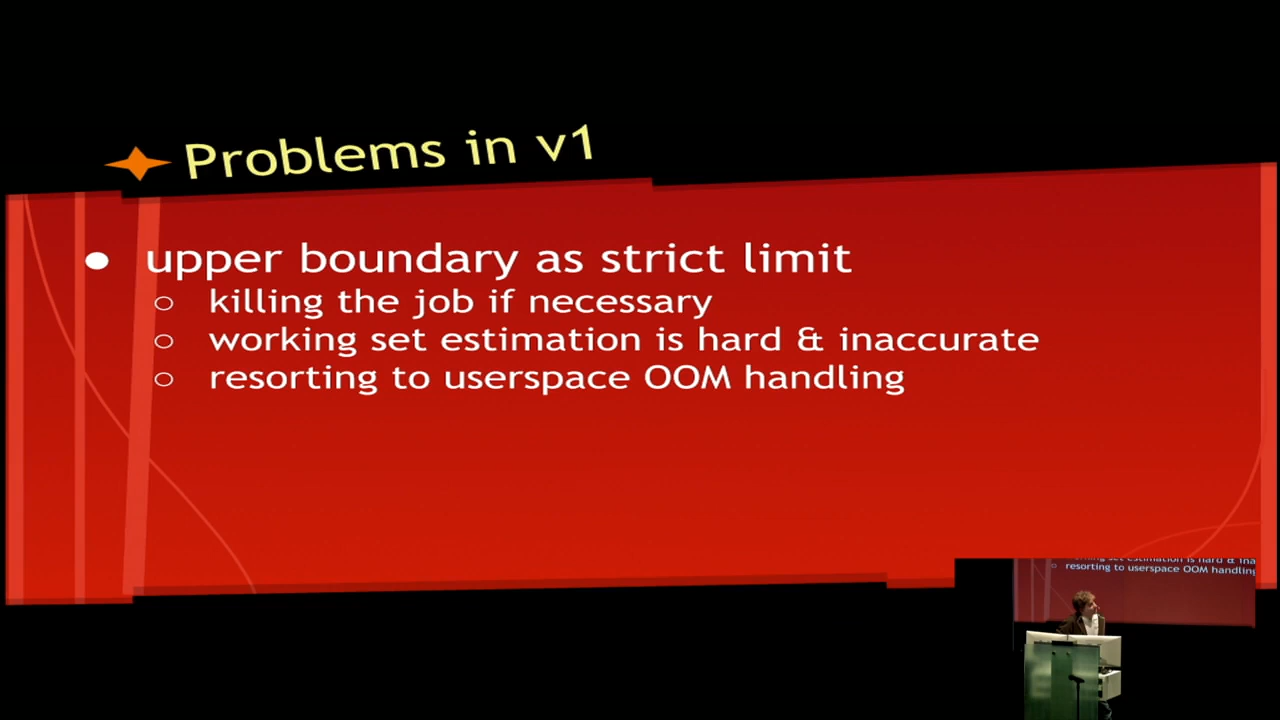 Problems in v1
upper boundary as strict limit
killing the job if necessary
working set estimation is hard & inaccurate
resorting to userspace OOM handling
resorting to userspace OOM handling